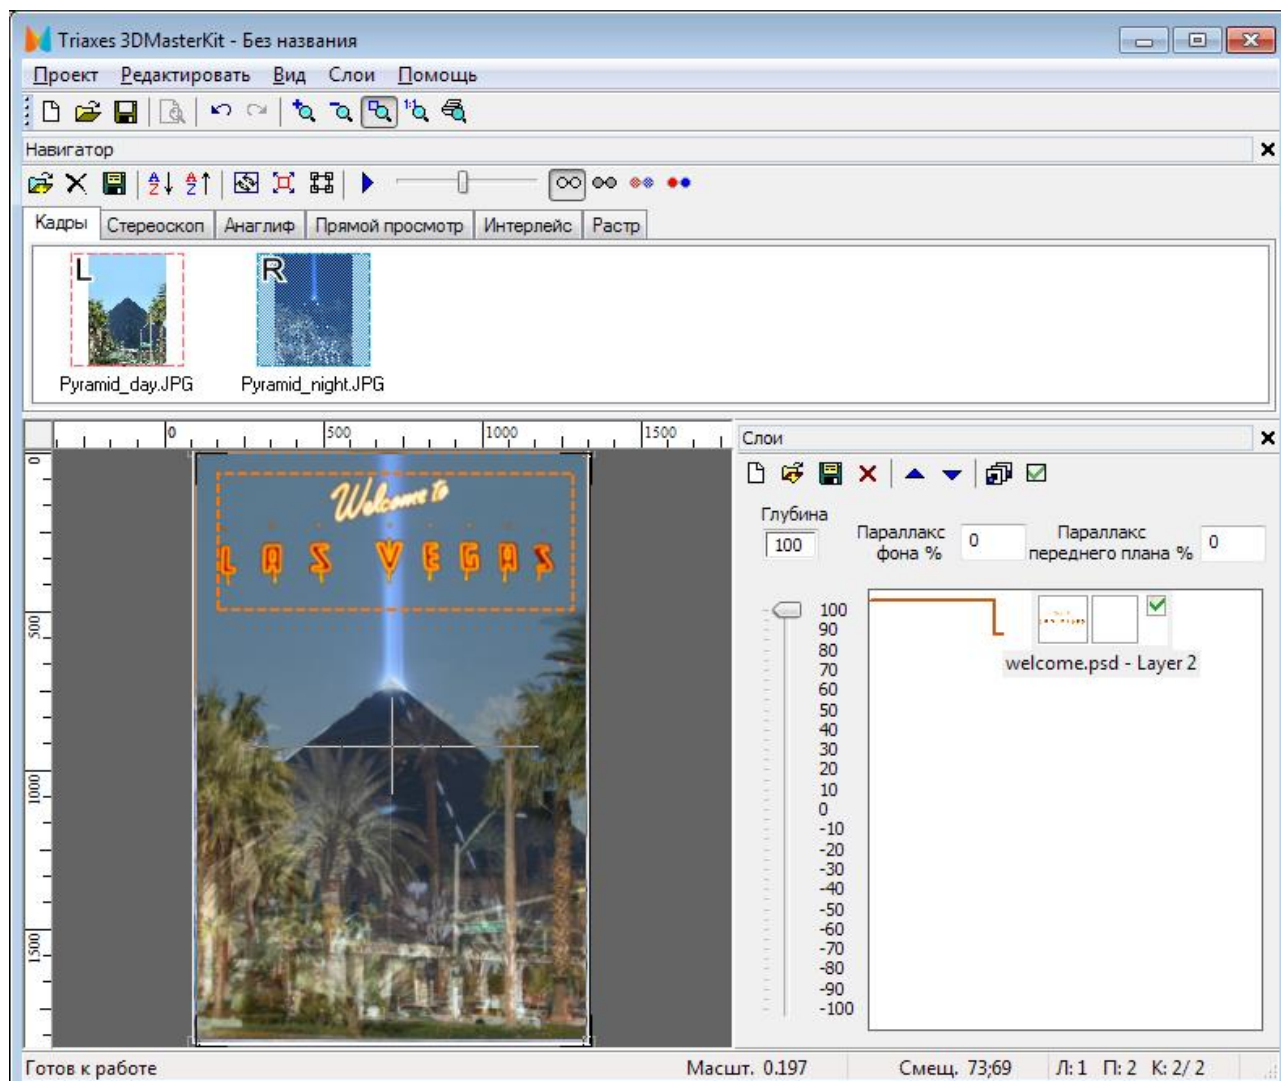 Triaxes 3DMasterKit - Без названия
Проект Редактировать Вид Слои Помощь
1:1
Навигатор
Кадры Стереоскоп Анаглиф Прямой просмотр Интерлейс Растр
L R
Pyramid_day.JPG Pyramid_night.JPG
0 500 1000 1500
Слои
0
500
1000
1500
Welcome to
LAS VEGAS
Глубина
100
Параллакс фона % 0
Параллакс переднего плана % 0
100
90
80
70
60
50
40
30
20
10
0
-10
-20
-30
-40
-50
-60
-70
-80
-90
-100
welcome.psd - Layer 2
Готов к работе Масшт. 0.197 Смещ. 73;69 Л: 1 П: 2 К: 2/ 2